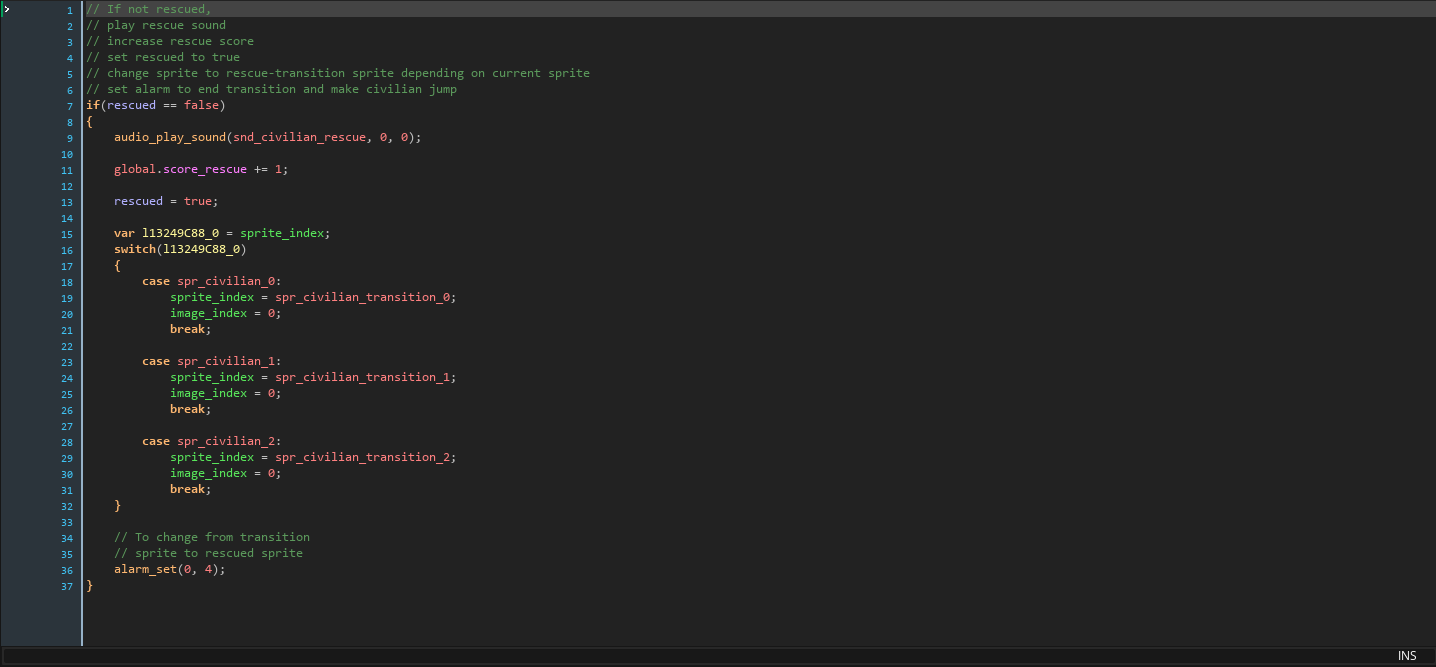 1 // If not rescued,
2 // play rescue sound
3 // increase rescue score
4 // set rescued to true
5 // change sprite to rescue-transition sprite depending on current sprite
6 // set alarm to end transition and make civilian jump
7 if(rescued == false)
8 {
9     audio_play_sound(snd_civilian_rescue, 0, 0);
10
11     global.score_rescue += 1;
12
13     rescued = true;
14
15     var l13249C88_0 = sprite_index;
16     switch(l13249C88_0)
17     {
18         case spr_civilian_0:
19             sprite_index = spr_civilian_transition_0;
20             image_index = 0;
21             break;
22
23         case spr_civilian_1:
24             sprite_index = spr_civilian_transition_1;
25             image_index = 0;
26             break;
27
28         case spr_civilian_2:
29             sprite_index = spr_civilian_transition_2;
30             image_index = 0;
31             break;
32     }
33
34     // To change from transition
35     // sprite to rescued sprite
36     alarm_set(0, 4);
37 }
INS